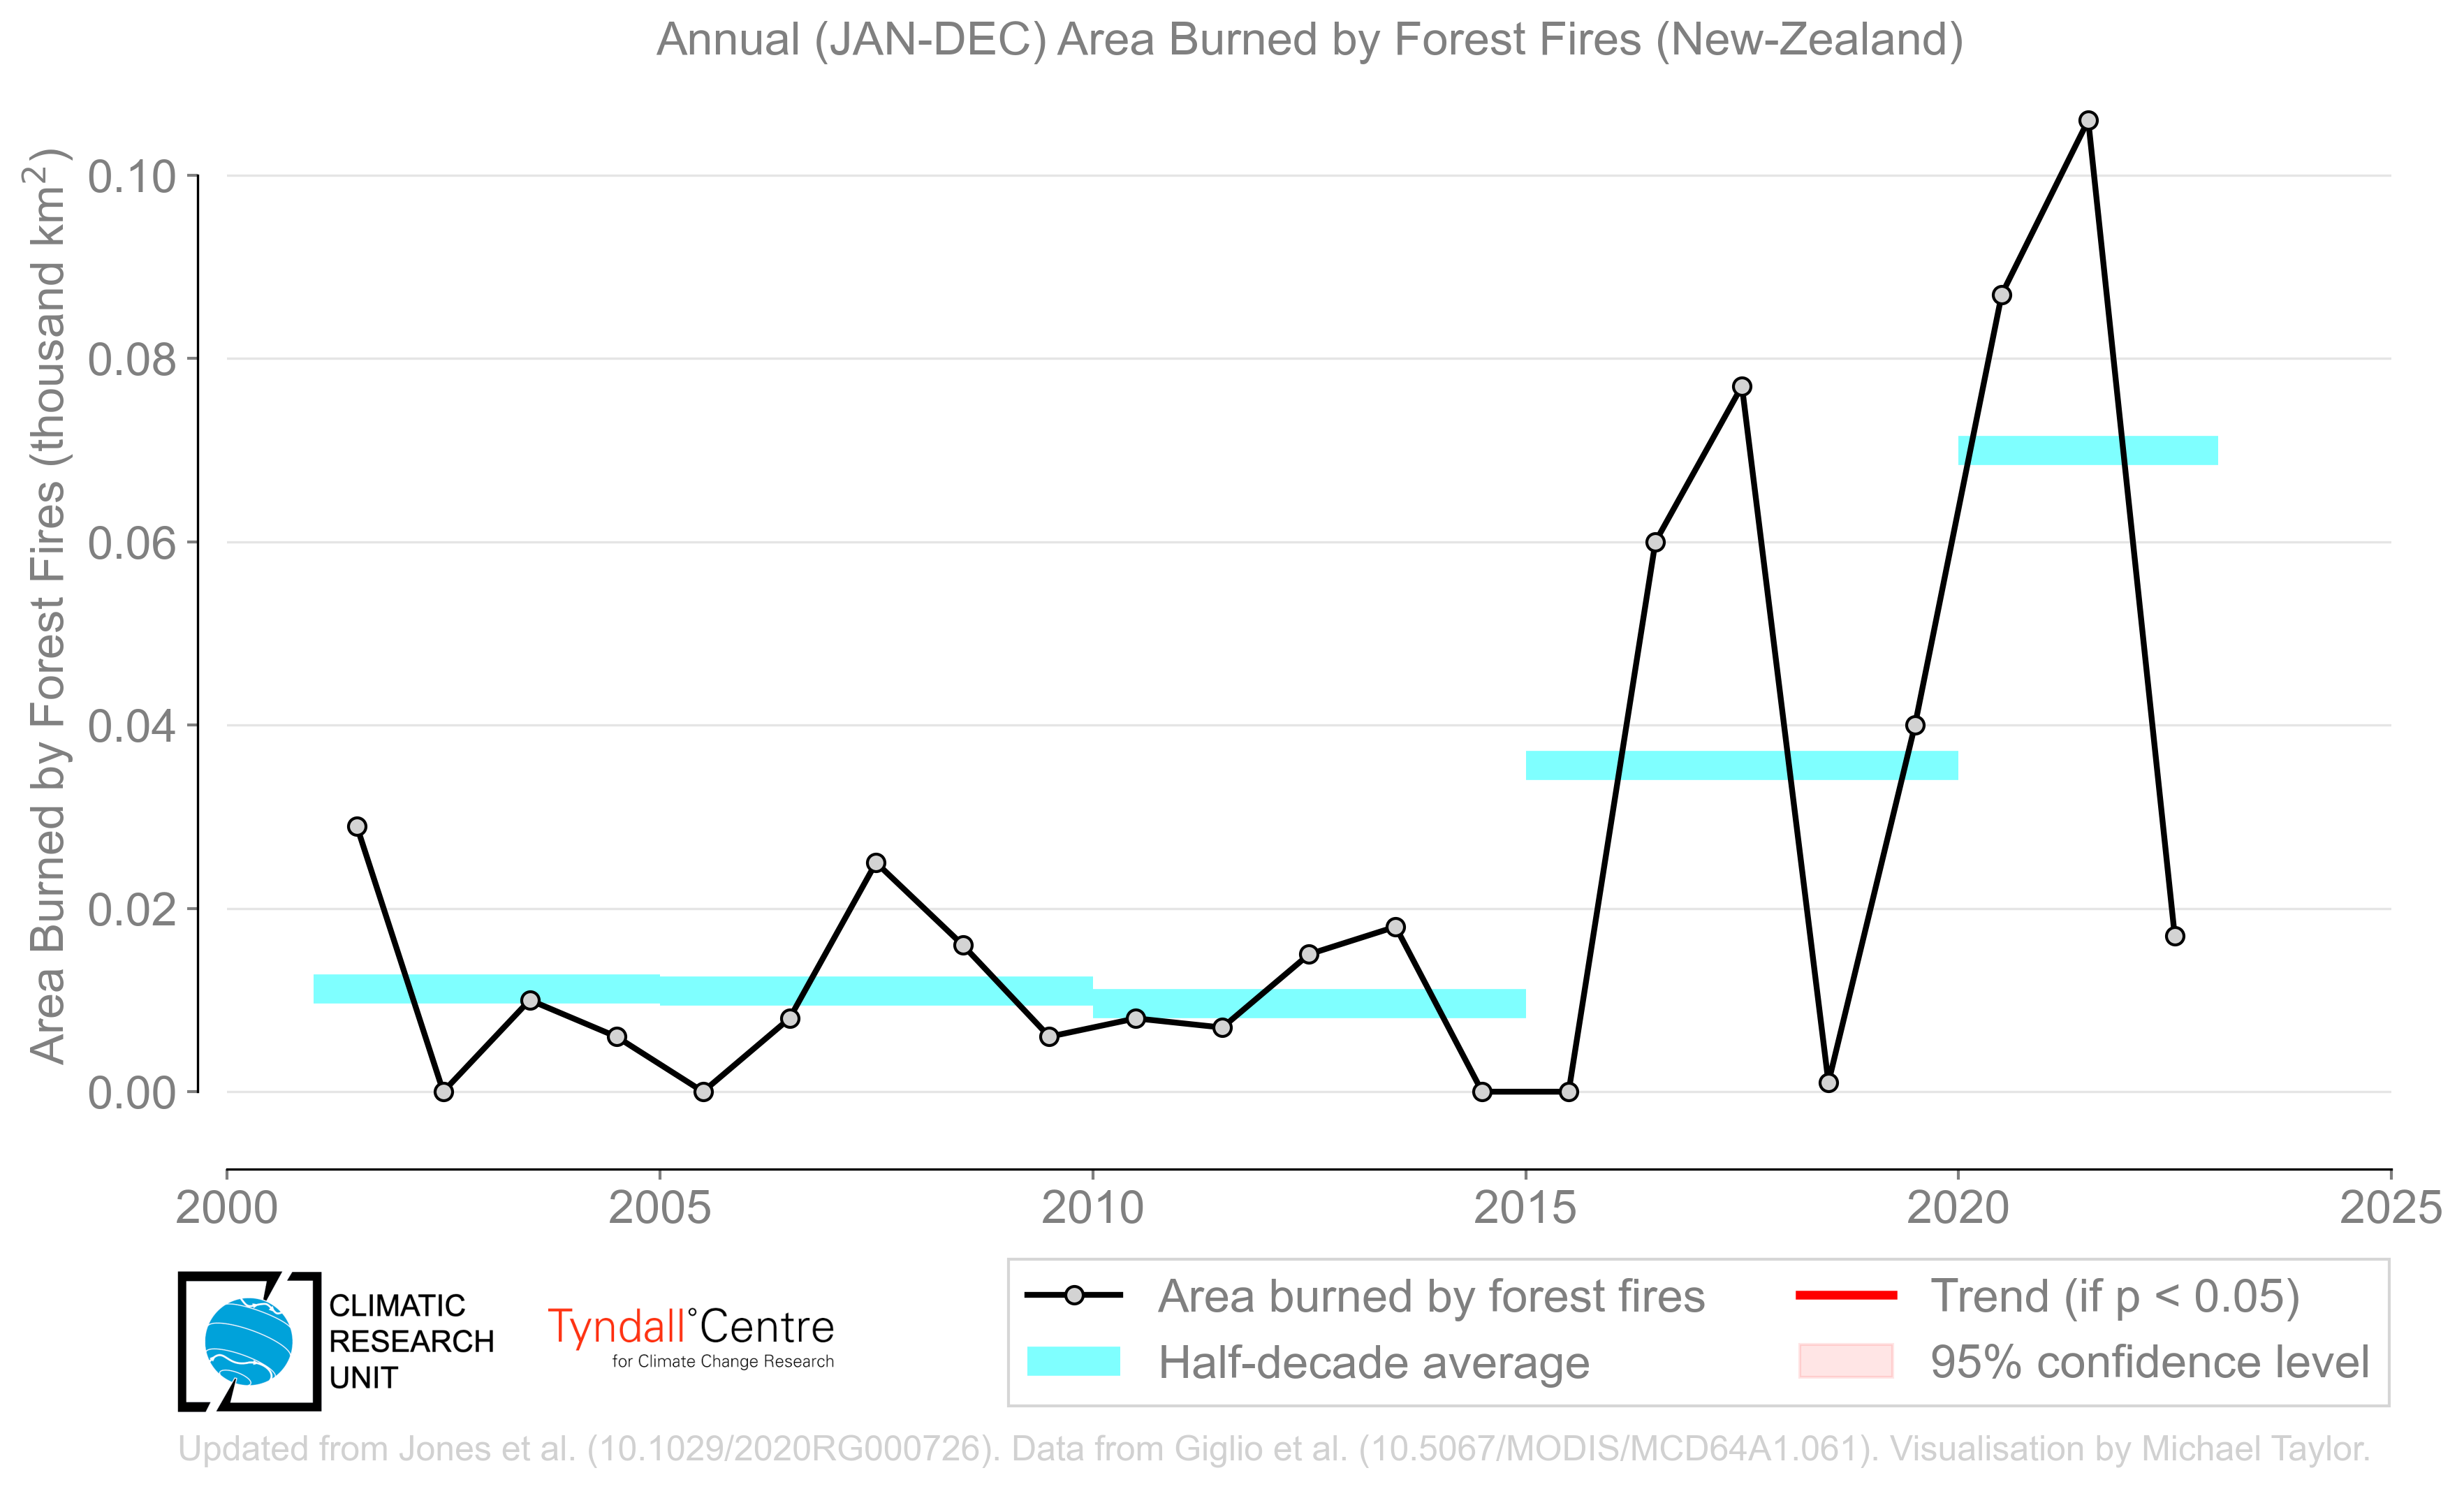 Annual (JAN-DEC) Area Burned by Forest Fires (New-Zealand)
Area Burned by Forest Fires (thousand km²)
0.10
0.08
0.06
0.04
0.02
0.00
2000 2005 2010 2015 2020 2025
CLIMATIC
RESEARCH
UNIT
Tyndall°Centre
for Climate Change Research
Area burned by forest fires
Half-decade average
Trend (if p < 0.05)
95% confidence level
Updated from Jones et al. (10.1029/2020RG000726). Data from Giglio et al. (10.5067/MODIS/MCD64A1.061). Visualisation by Michael Taylor.